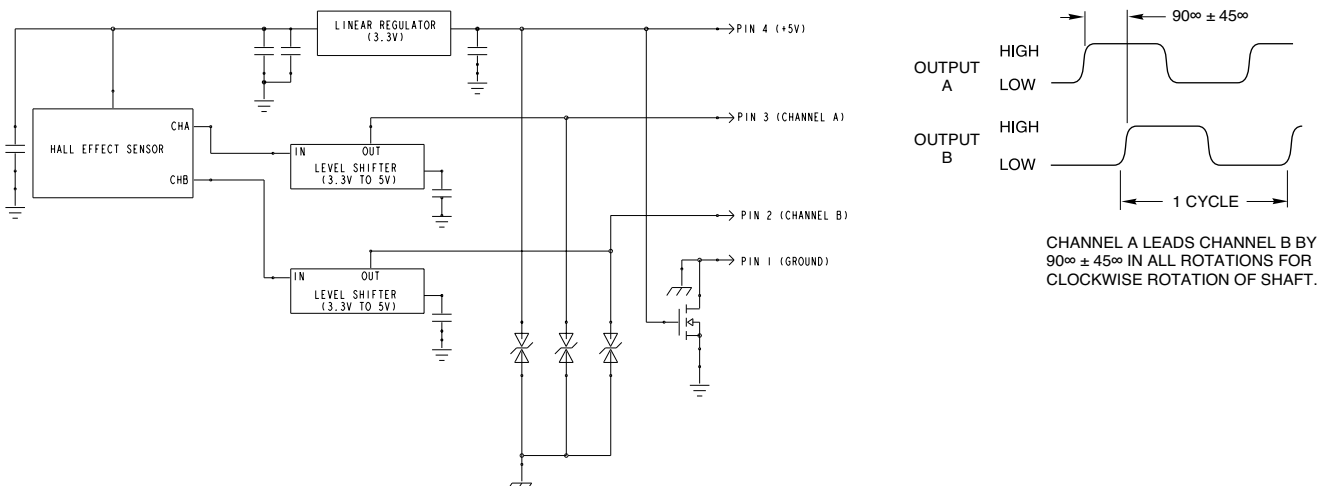 LINEAR REGULATOR
(3.3V)
PIN 4 (+5V)
PIN 3 (CHANNEL A)
CHA
HALL EFFECT SENSOR
CHB
IN OUT
LEVEL SHIFTER
(3.3V TO 5V)
PIN 2 (CHANNEL B)
PIN 1 (GROUND)
IN OUT
LEVEL SHIFTER
(3.3V TO 5V)
90∞ ± 45∞
OUTPUT
A
HIGH
LOW
OUTPUT
B
HIGH
LOW
1 CYCLE
CHANNEL A LEADS CHANNEL B BY
90∞ ± 45∞ IN ALL ROTATIONS FOR
CLOCKWISE ROTATION OF SHAFT.